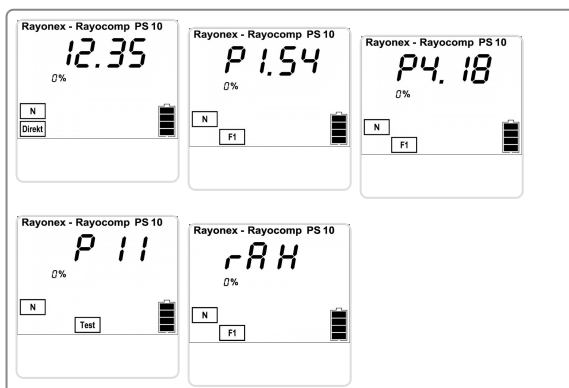 Rayonex - Rayocomp PS 10
12.35
0%
N
Direkt
Rayonex - Rayocomp PS 10
P1.54
0%
N
F1
Rayonex - Rayocomp PS 10
P4.18
0%
N
F1
Rayonex - Rayocomp PS 10
P 11
0%
N
Test
Rayonex - Rayocomp PS 10
rAH
0%
N
F1